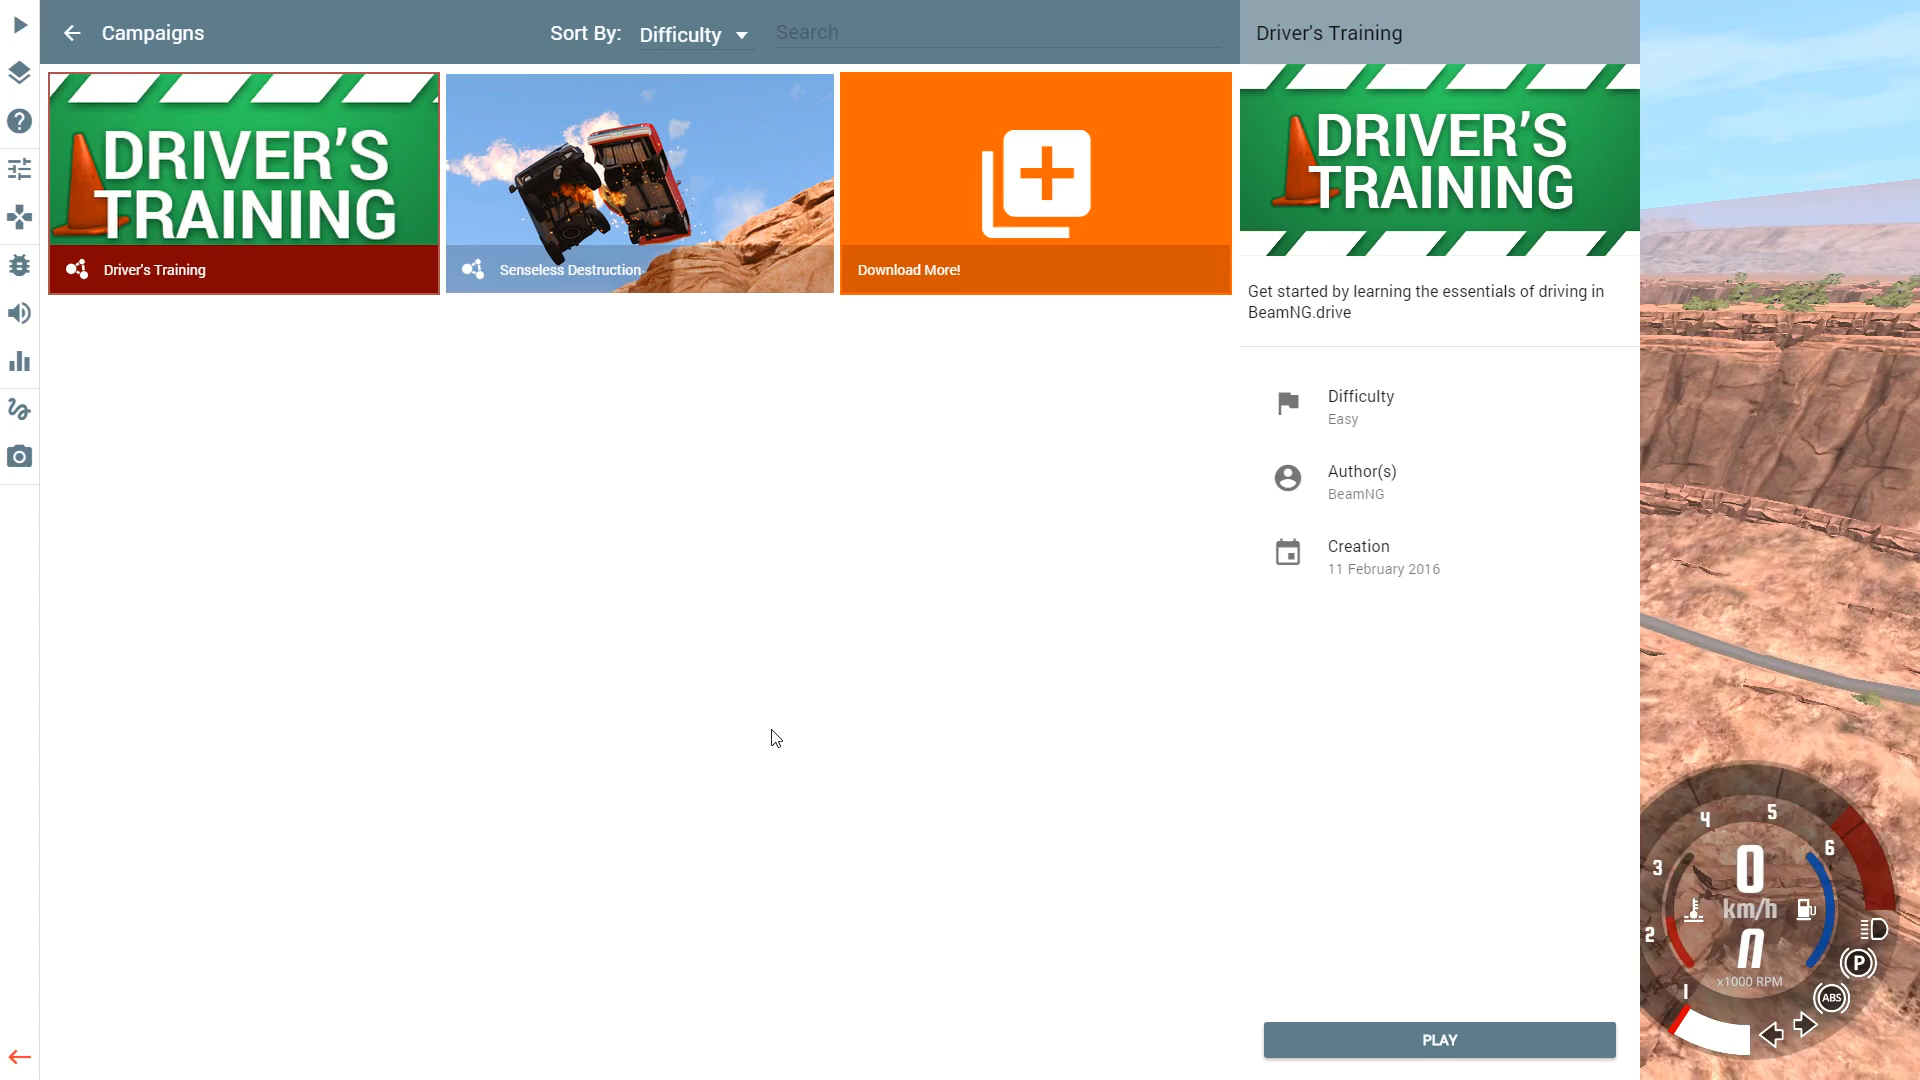 Campaigns
Sort By: Difficulty
Search
DRIVER'S
TRAINING
Driver's Training
Senseless Destruction
Download More!
Driver's Training
DRIVER'S
TRAINING
Get started by learning the essentials of driving in
BeamNG.drive
Difficulty
Easy
Author(s)
BeamNG
Creation
11 February 2016
PLAY
1
2
3
4
5
6
0
km/h
n
x1000 RPM
P
ABS